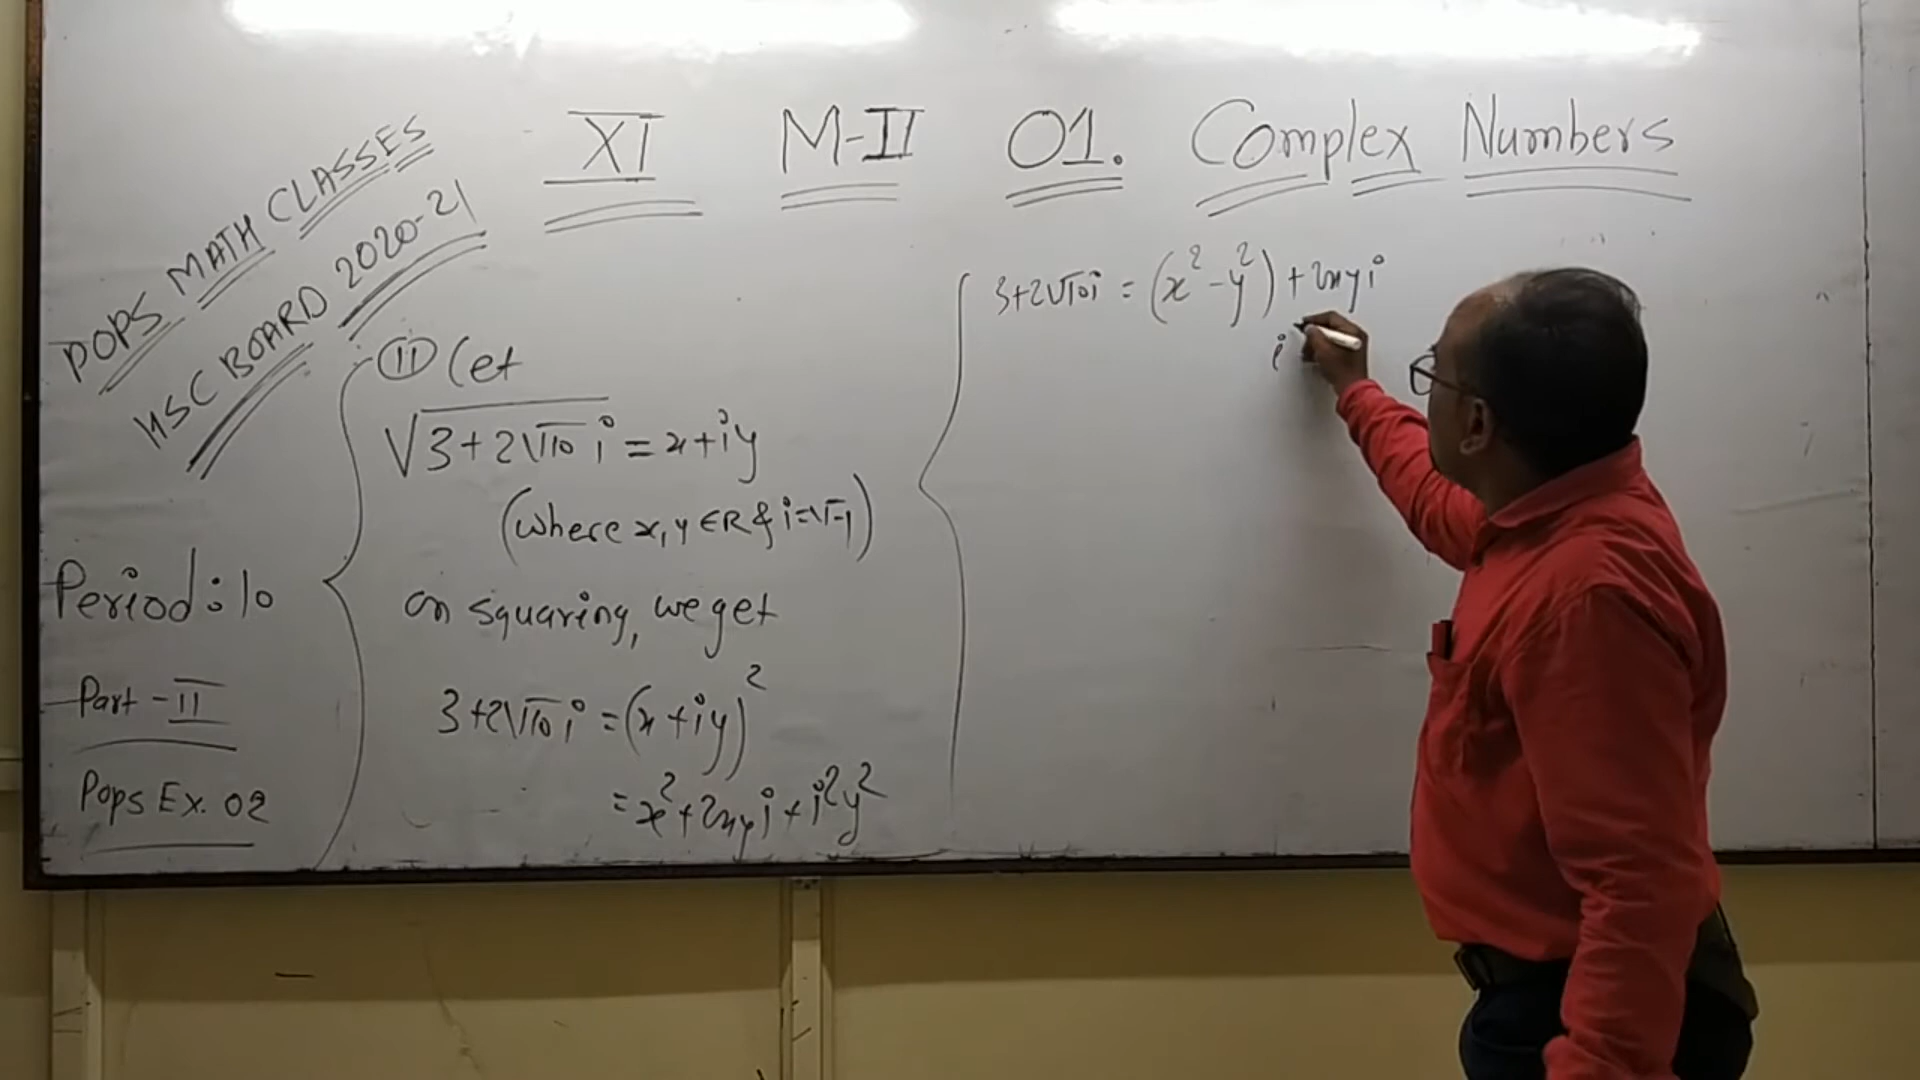 XI M-II 01. Complex Numbers
POPS MATH CLASSES
HSC BOARD 2020-21
Period: 10
Part - II
Pops Ex. 02
(11) Let
√(3+2√10 i) = x+iy
(where x, y ∈ R & i=√-1)
on squaring, we get
3+2√10 i = (x+iy)²
= x²+2xyi+i²y²
3+2√10i = (x²-y²)+2xyi
i